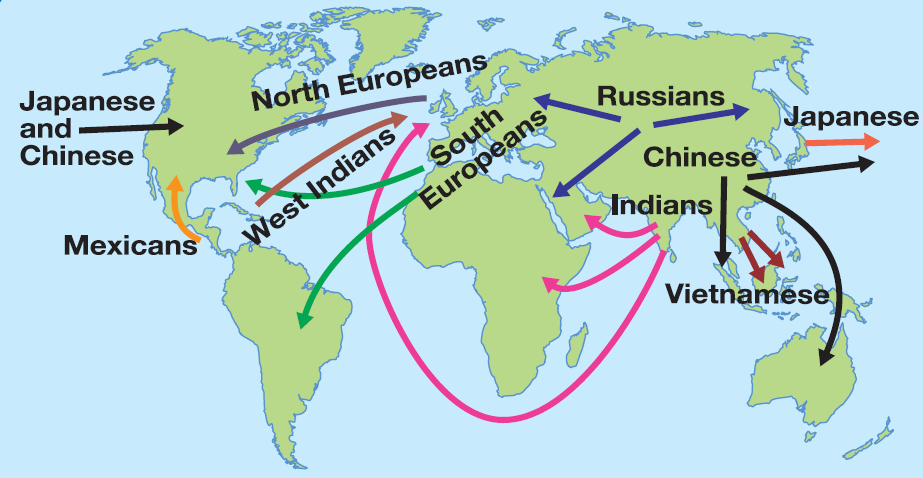 North Europeans
Japanese
and
Chinese
West Indians
South
Europeans
Mexicans
Russians
Japanese
Chinese
Indians
Vietnamese